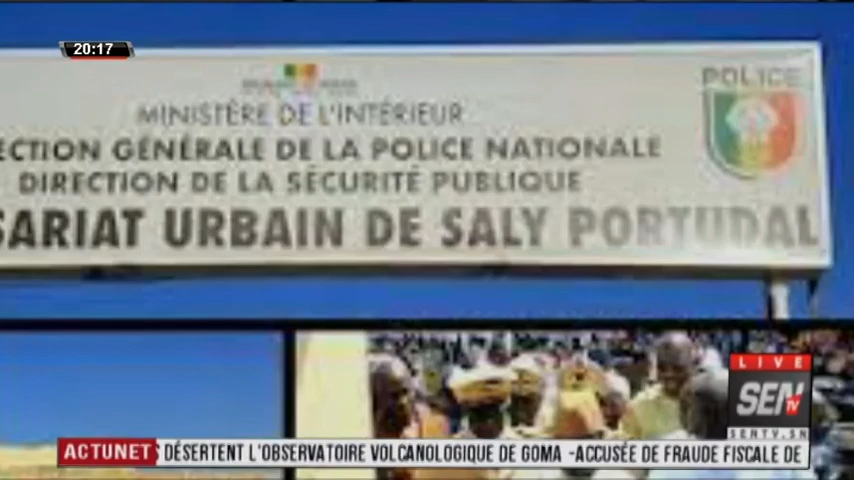 20:17
POLICE
MINISTÈRE DE L'INTÉRIEUR
ECTION GÉNÉRALE DE LA POLICE NATIONALE
DIRECTION DE LA SÉCURITÉ PUBLIQUE
SARIAT URBAIN DE SALY PORTUDAL
LIVE
SEN TV
SENTV.SN
ACTUNET
S DÉSERTENT L'OBSERVATOIRE VOLCANOLOGIQUE DE GOMA -ACCUSÉE DE FRAUDE FISCALE DE